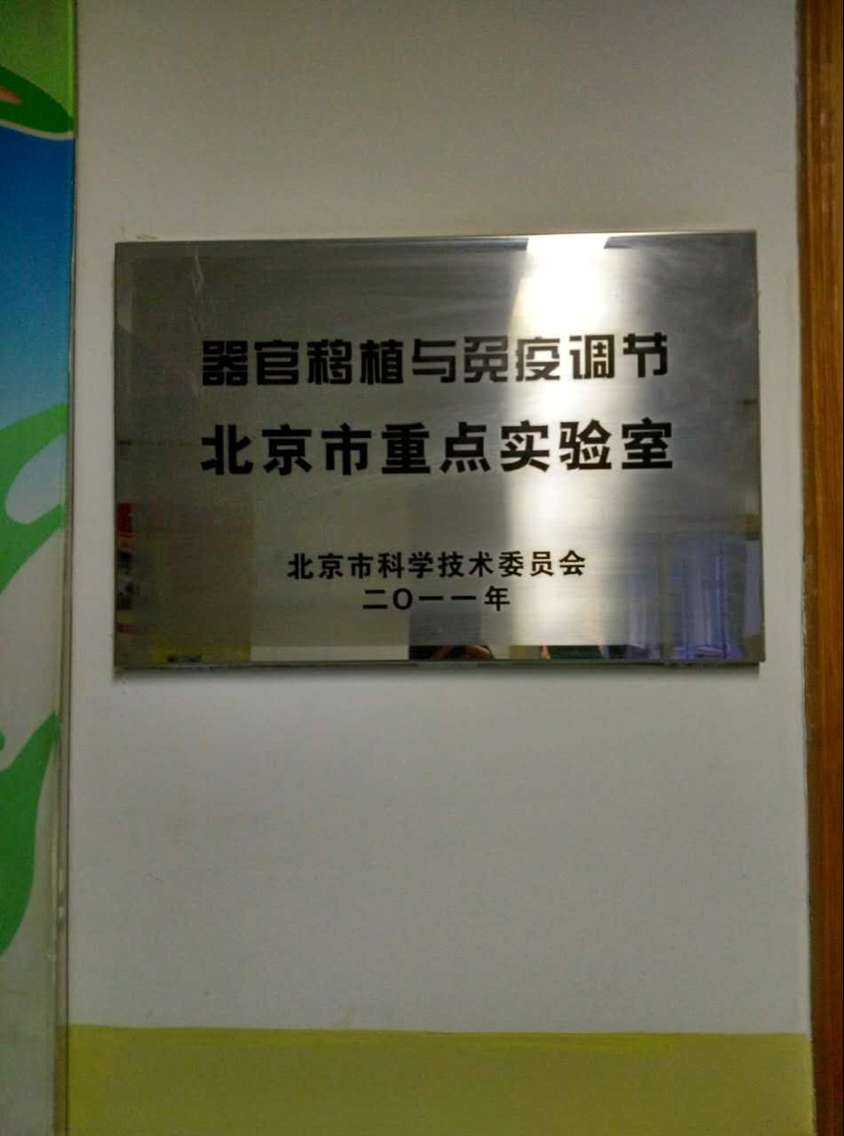 器官移植与免疫调节
北京市重点实验室
北京市科学技术委员会
二〇一一年